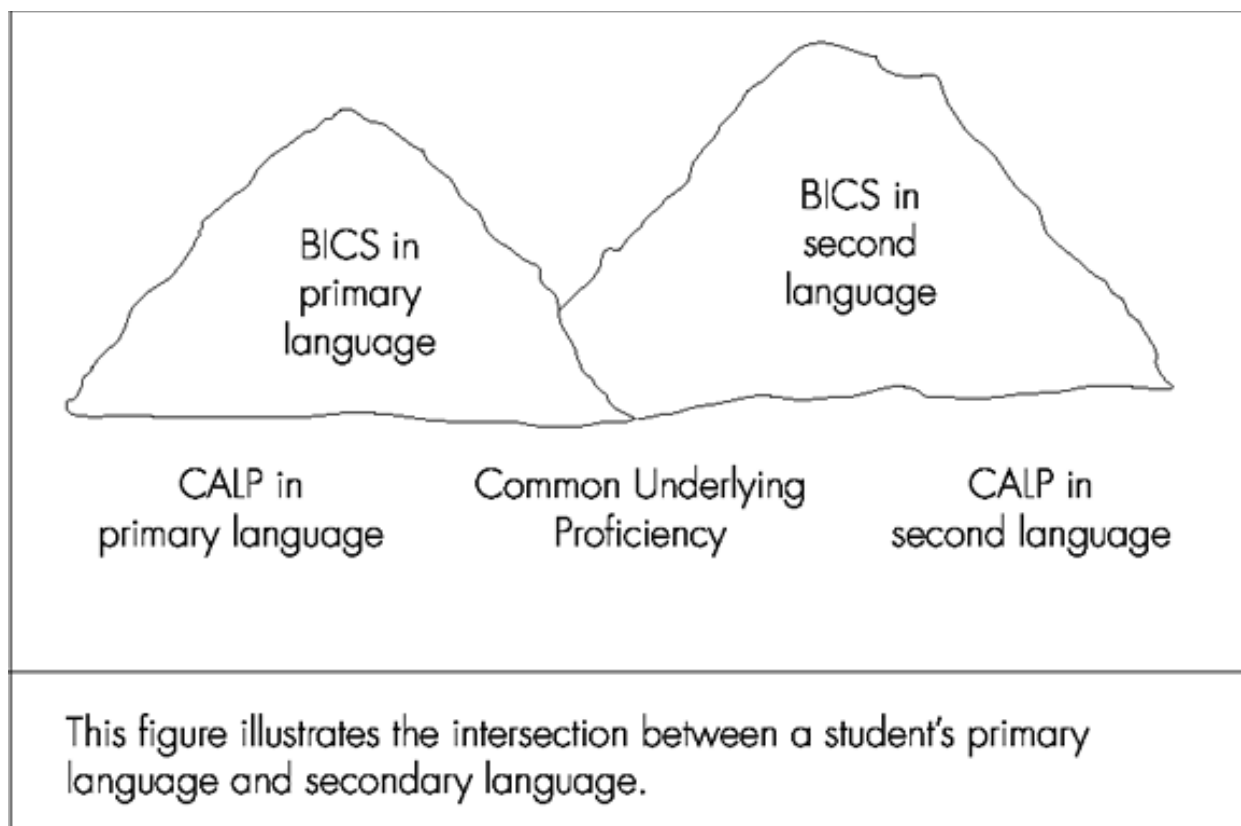 BICS in
primary
language
BICS in
second
language
CALP in
primary language
Common Underlying
Proficiency
CALP in
second language
This figure illustrates the intersection between a student's primary
language and secondary language.